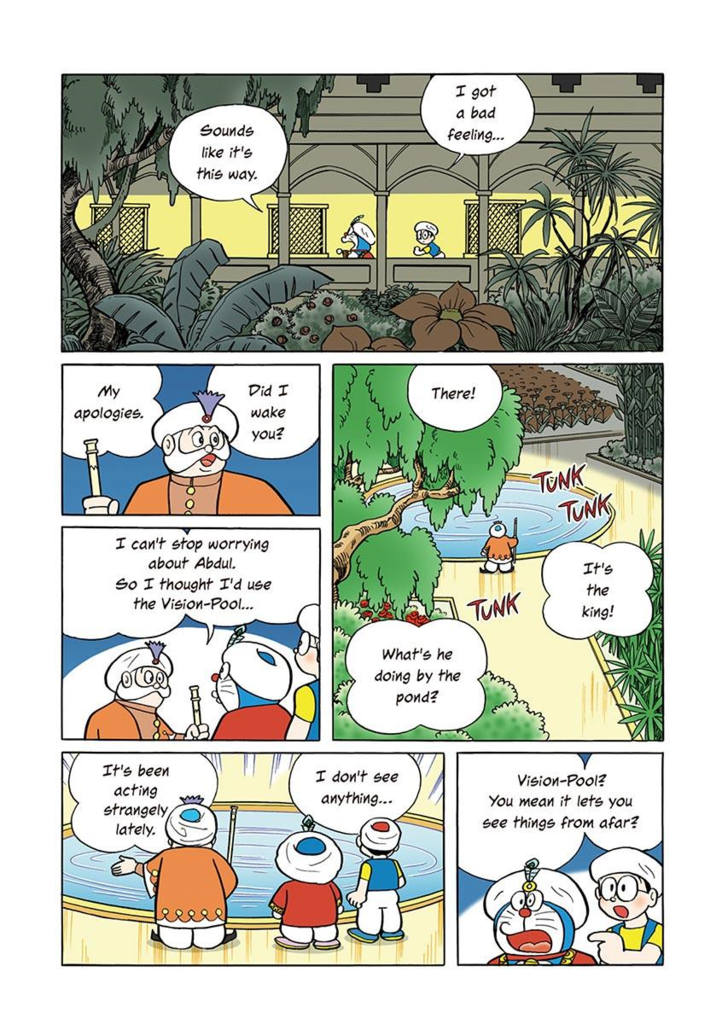 I got
a bad
feeling...
Sounds
like it's
this way.
There!
TUNK
TUNK
It's
the
king!
TUNK
What's he
doing by the
pond?
Did I
wake
you?
My
apologies.
I can't stop worrying
about Abdul.
So I thought I'd use
the Vision-Pool...
Vision-Pool?
You mean it lets you
see things from afar?
I don't see
anything...
It's been
acting
strangely
lately.